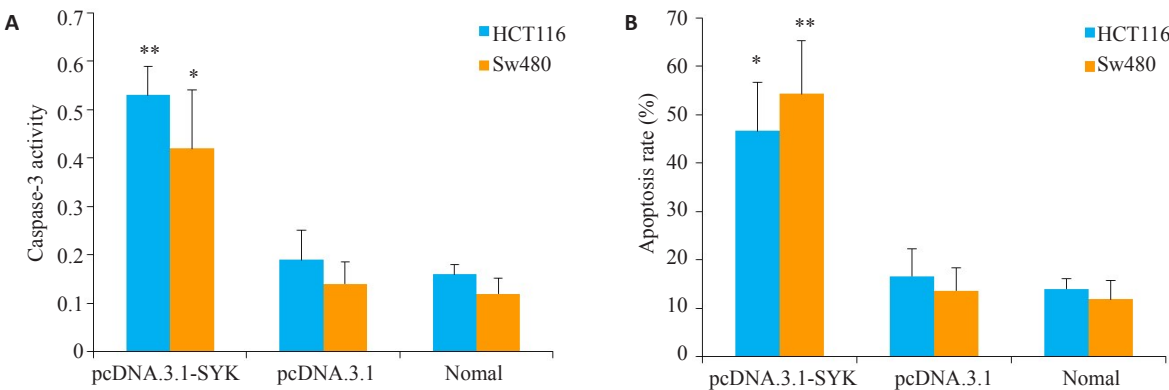 A
0.7
0.6
0.5
0.4
0.3
0.2
0.1
0
Caspase-3 activity
HCT116
Sw480
**
*
pcDNA.3.1-SYK
pcDNA.3.1
Nomal
B
70
60
50
40
30
20
10
0
Apoptosis rate (%)
HCT116
Sw480
*
**
pcDNA.3.1-SYK
pcDNA.3.1
Nomal